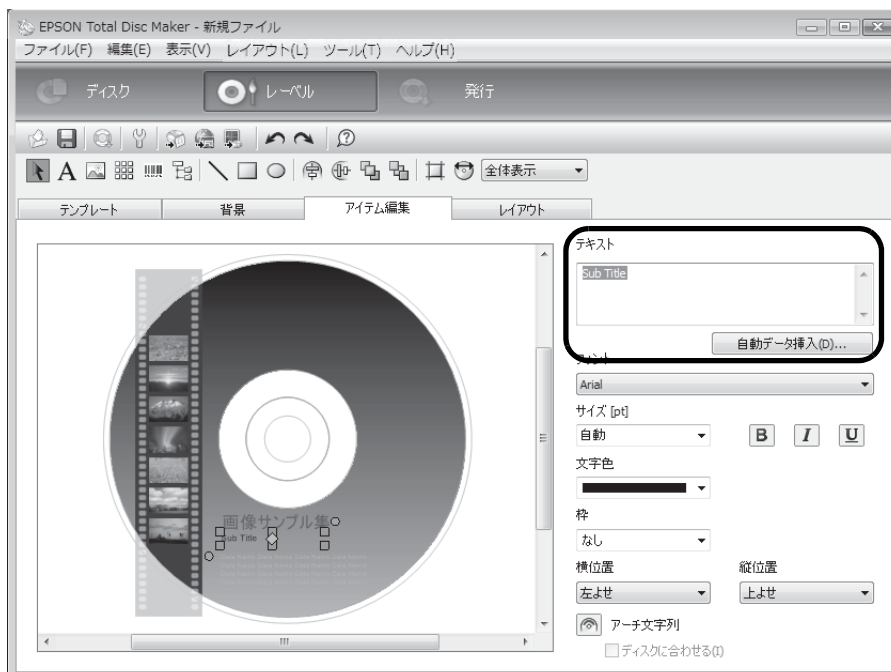 EPSON Total Disc Maker - 新規ファイル
ファイル(F) 編集(E) 表示(V) レイアウト(L) ツール(T) ヘルプ(H)
ディスク レーベル 発行
A 全体表示
テンプレート 背景 アイテム編集 レイアウト
テキスト
Sub Title
自動データ挿入(D)...
フォント
Arial
サイズ [pt]
自動 B I U
文字色
枠
なし
横位置 縦位置
左よせ 上よせ
アーチ文字列
ディスクに合わせる(I)
画像サンプル集
Sub Title